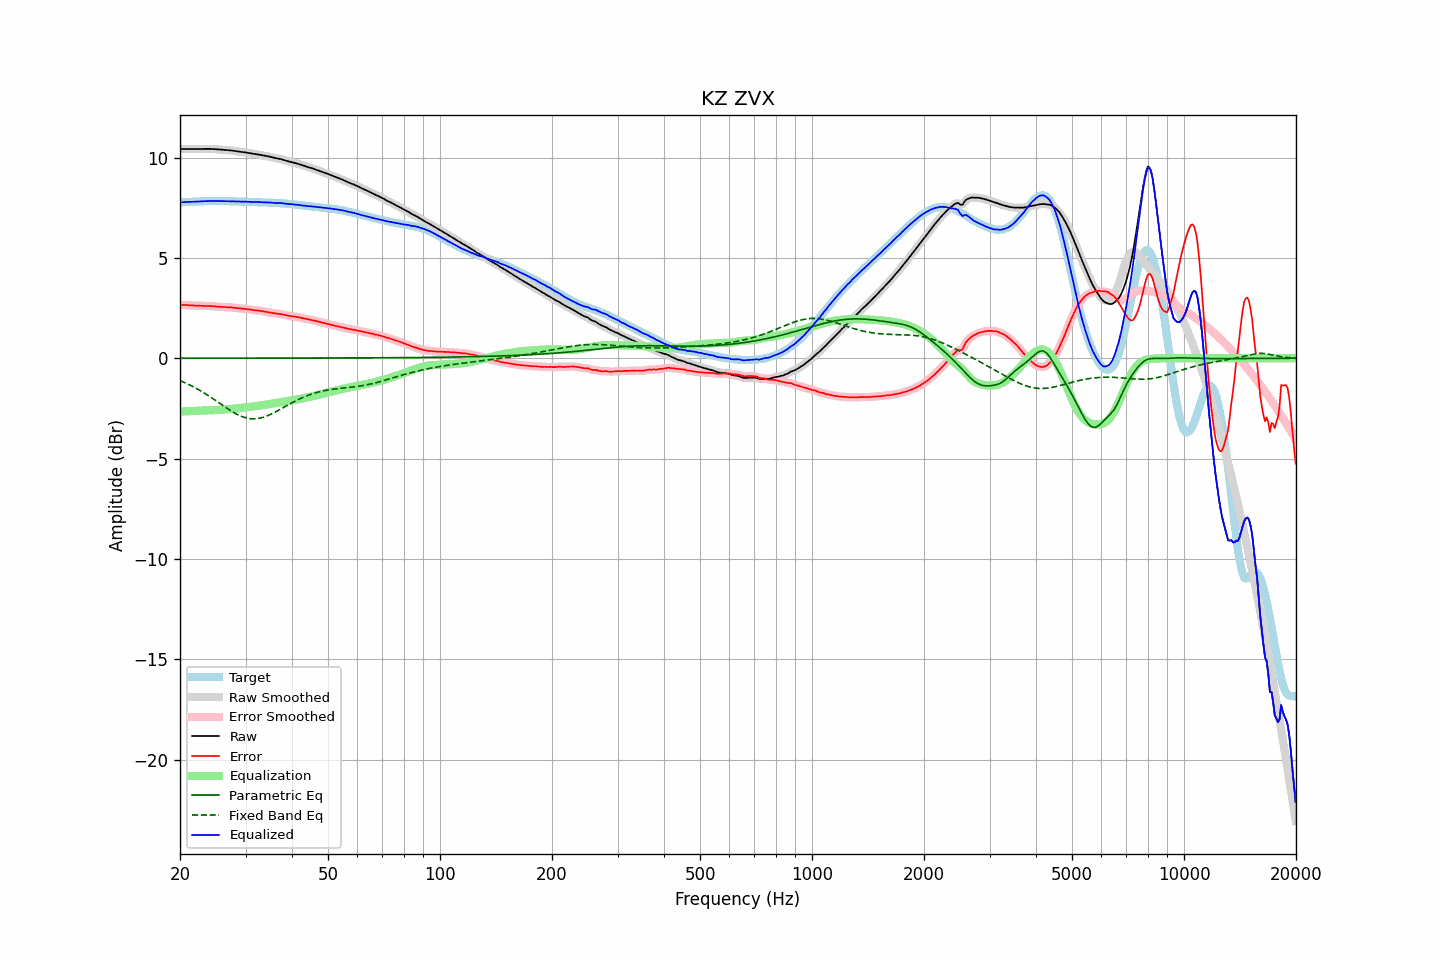 KZ ZVX
Amplitude (dBr)
10
5
0
−5
−10
−15
−20
Target
Raw Smoothed
Error Smoothed
Raw
Error
Equalization
Parametric Eq
Fixed Band Eq
Equalized
20 50 100 200 500 1000 2000 5000 10000 20000
Frequency (Hz)